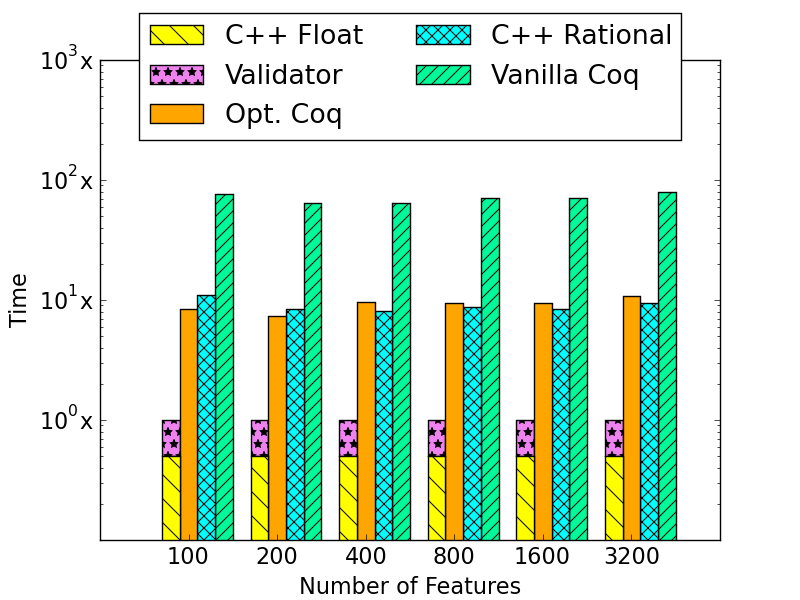 C++ Float
C++ Rational
Validator
Vanilla Coq
Opt. Coq
10³x
10²x
10¹x
10⁰x
Time
100 200 400 800 1600 3200
Number of Features